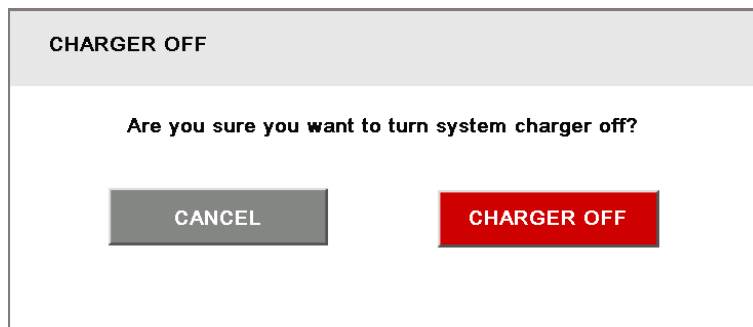 CHARGER OFF
Are you sure you want to turn system charger off?
CANCEL
CHARGER OFF